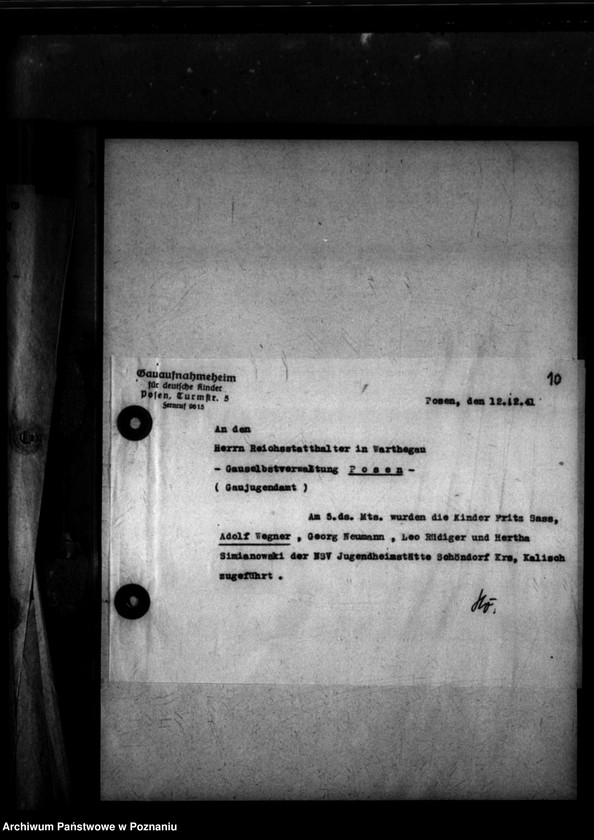 10
Gauaufnahmeheim
für deutsche Kinder
Posen, Turmstr. 5
Fernruf 9615
Posen, den 12.12.41
An den
Herrn Reichsstatthalter in Warthegau
- Gauselbstverwaltung P o s e n -
( Gaujugendamt )
Am 5.ds. Mts. wurden die Kinder Fritz Sass,
Adolf Wegner , Georg Neumann , Leo Rüdiger und Hertha
Simianowski der NSV Jugendheimstätte Schöndorf Krs, Kalisch
zugeführt .
Archiwum Państwowe w Poznaniu